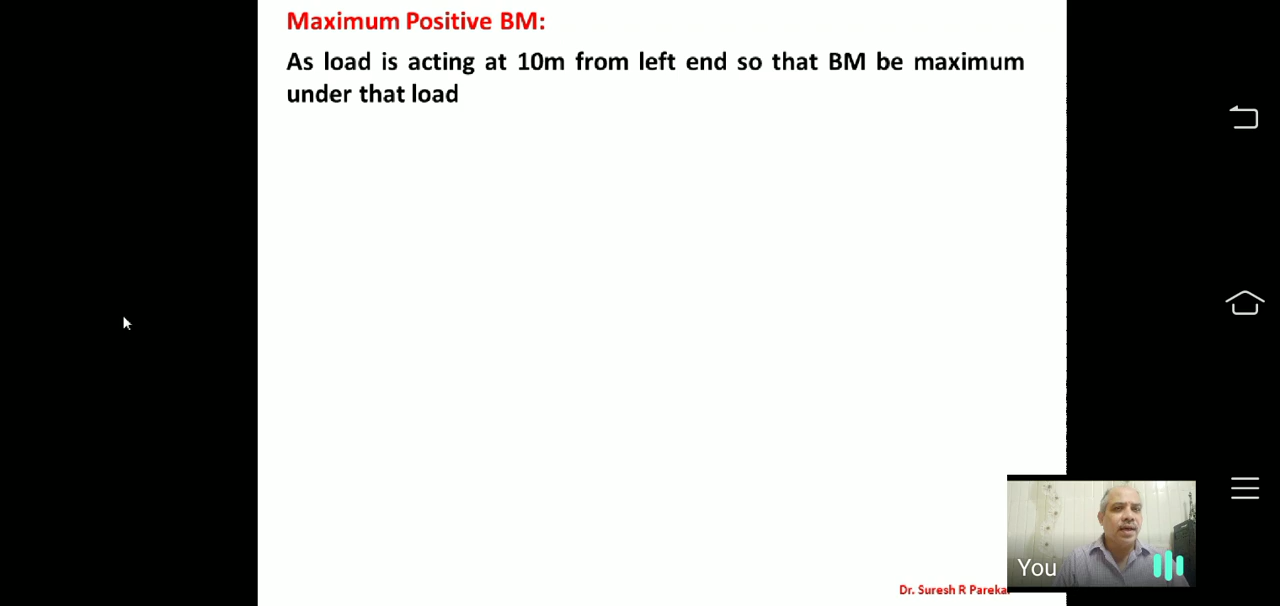 Maximum Positive BM:
As load is acting at 10m from left end so that BM be maximum
under that load
You
Dr. Suresh R Parekar